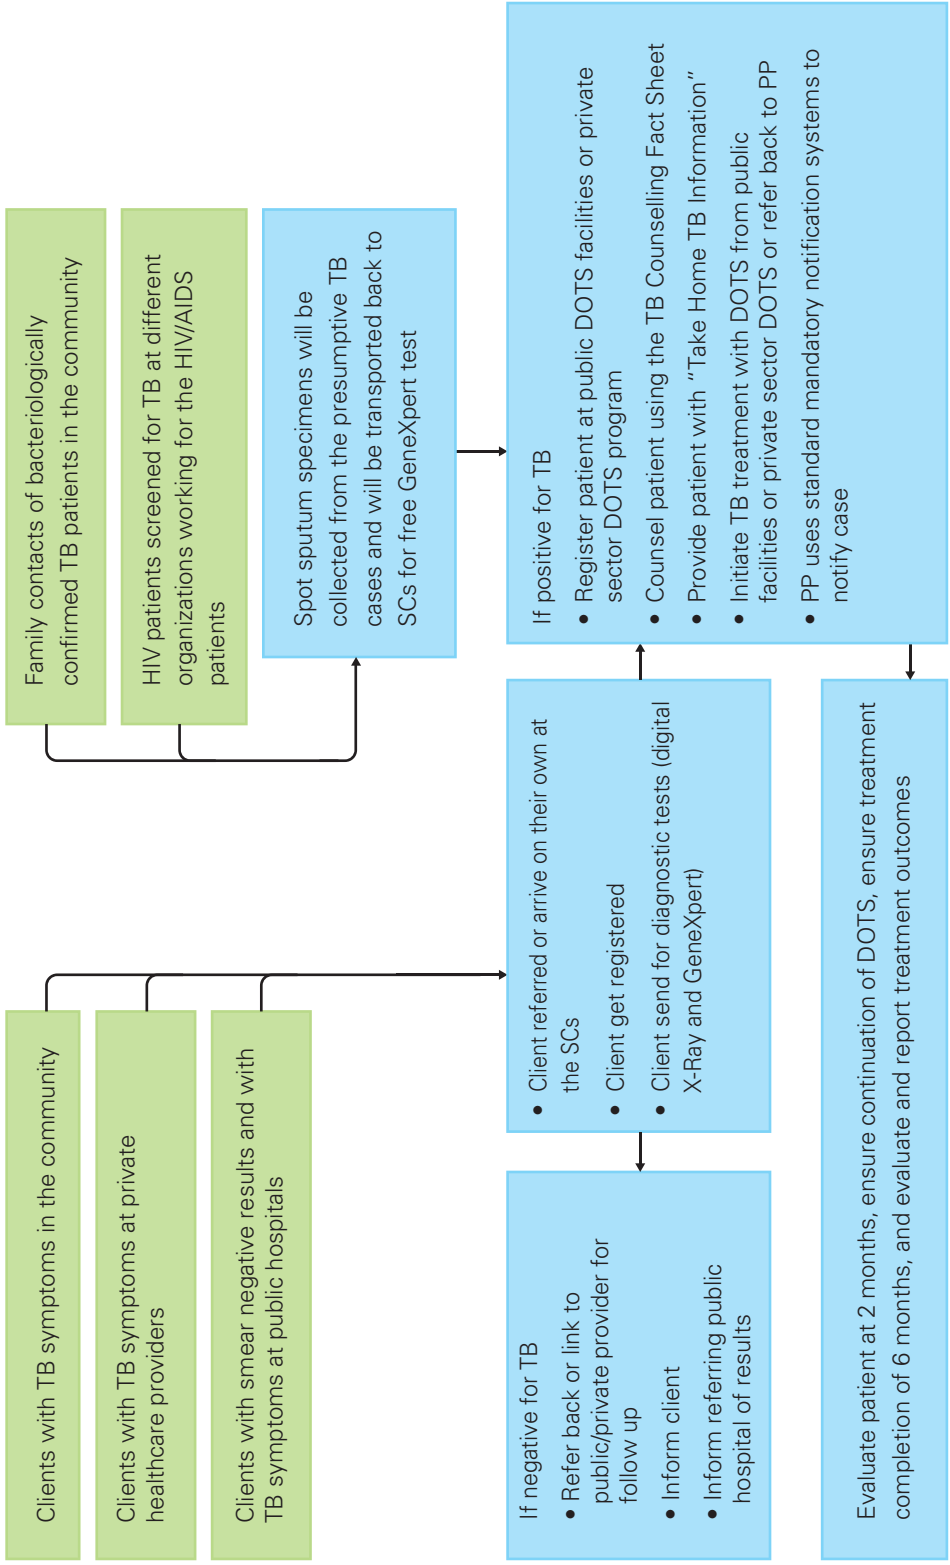 Clients with TB symptoms in the community
Clients with TB symptoms at private
healthcare providers
Clients with smear negative results and with
TB symptoms at public hospitals
Family contacts of bacteriologically
confirmed TB patients in the community
HIV patients screened for TB at different
organizations working for the HIV/AIDS
patients
Spot sputum specimens will be
collected from the presumptive TB
cases and will be transported back to
SCs for free GeneXpert test
If negative for TB
• Refer back or link to
public/private provider for
follow up
• Inform client
• Inform referring public
hospital of results
• Client referred or arrive on their own at
the SCs
• Client get registered
• Client send for diagnostic tests (digital
X-Ray and GeneXpert)
If positive for TB
• Register patient at public DOTS facilities or private
sector DOTS program
• Counsel patient using the TB Counselling Fact Sheet
• Provide patient with “Take Home TB Information”
• Initiate TB treatment with DOTS from public
facilities or private sector DOTS or refer back to PP
• PP uses standard mandatory notification systems to
notify case
Evaluate patient at 2 months, ensure continuation of DOTS, ensure treatment
completion of 6 months, and evaluate and report treatment outcomes